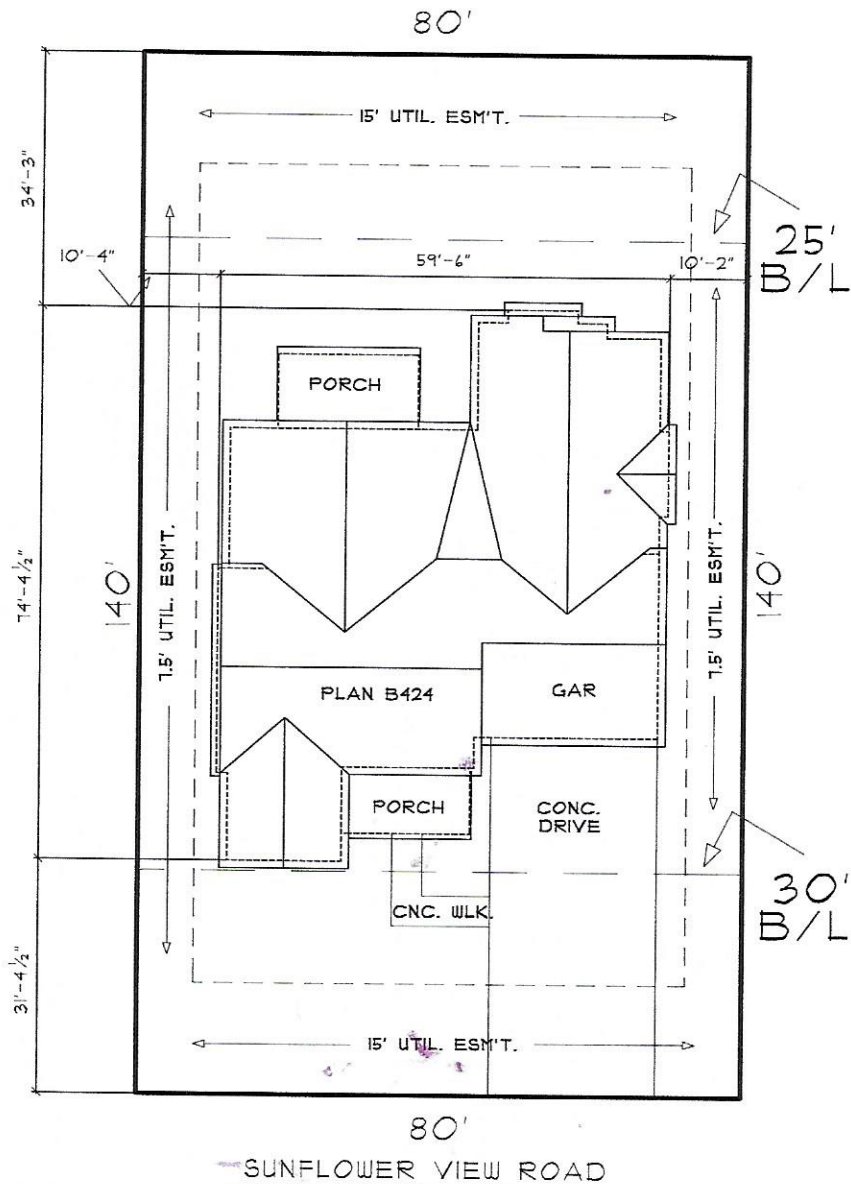 80'
15' UTIL. ESM'T.
34'-3"
10'-4"
59'-6"
10'-2"
25'
B/L
PORCH
74'-4½"
140'
7.5' UTIL. ESM'T.
7.5' UTIL. ESM'T.
140'
PLAN B424
GAR
PORCH
CONC.
DRIVE
30'
B/L
CNC. WLK.
31'-4½"
15' UTIL. ESM'T.
80'
SUNFLOWER VIEW ROAD